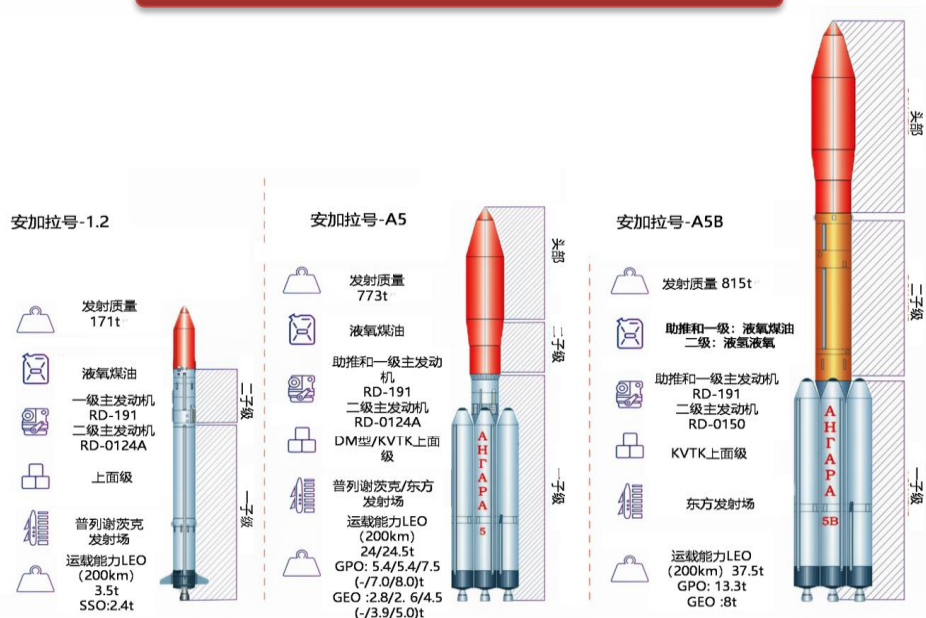 安加拉号-1.2
发射质量
171t
液氧煤油
一级主发动机
RD-191
二级主发动机
RD-0124A
上面级
普列谢茨克
发射场
运载能力LEO
(200km)
3.5t
SSO:2.4t
二子级
一子级
安加拉号-A5
发射质量
773t
液氧煤油
助推和一级主发动
机
RD-191
二级主发动机
RD-0124A
DM型/KVTK上面
级
普列谢茨克/东方
发射场
运载能力LEO
(200km)
24/24.5t
GPO: 5.4/5.4/7.5
(-/7.0/8.0)t
GEO :2.8/2. 6/4.5
(-/3.9/5.0)t
АНГАРА
5
头部
二子级
一子级
安加拉号-A5B
发射质量 815t
助推和一级：液氧煤油
二级：液氢液氧
助推和一级主发动机
RD-191
二级主发动机
RD-0150
KVTK上面级
东方发射场
运载能力LEO
(200km) 37.5t
GPO: 13.3t
GEO :8t
АНГАРА
5B
头部
二子级
一子级